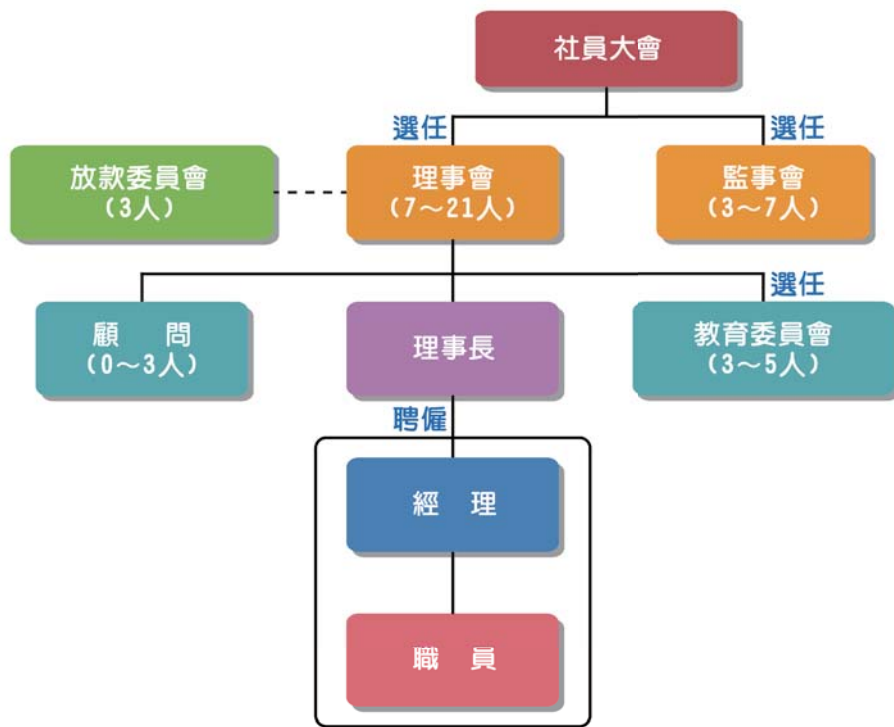 社員大會
選任
選任
放款委員會
(3人)
理事會
(7～21人)
監事會
(3～7人)
選任
顧 問
(0～3人)
理事長
教育委員會
(3～5人)
聘僱
經 理
職 員